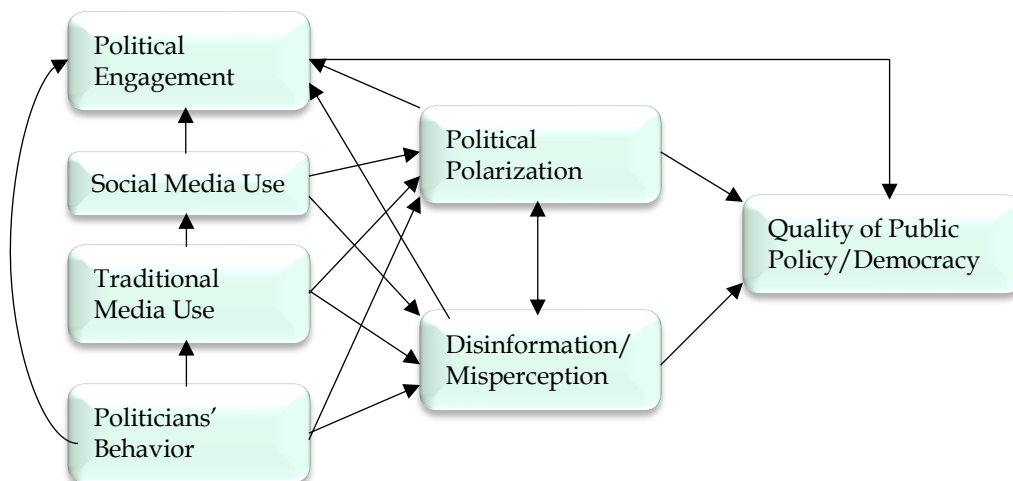 Political
Engagement
Social Media Use
Traditional
Media Use
Politicians’
Behavior
Political
Polarization
Disinformation/
Misperception
Quality of Public
Policy/Democracy